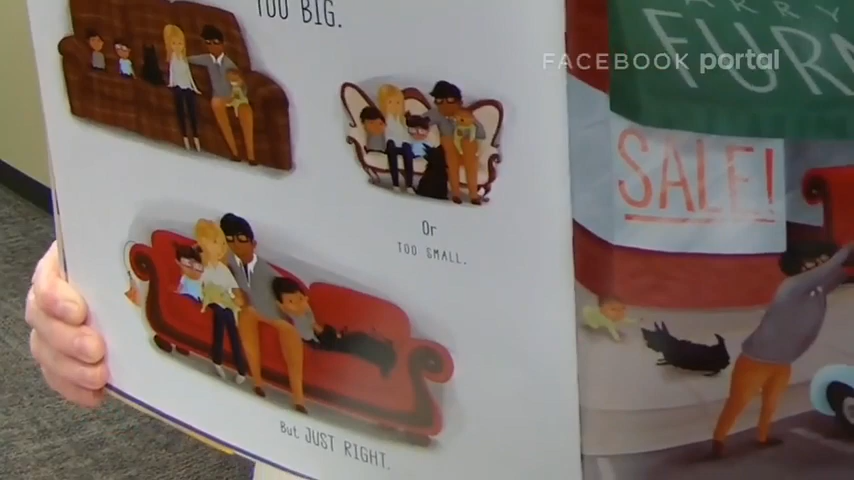 TOO BIG.
Or
TOO SMALL.
But JUST RIGHT.
FACEBOOK portal
SALE!